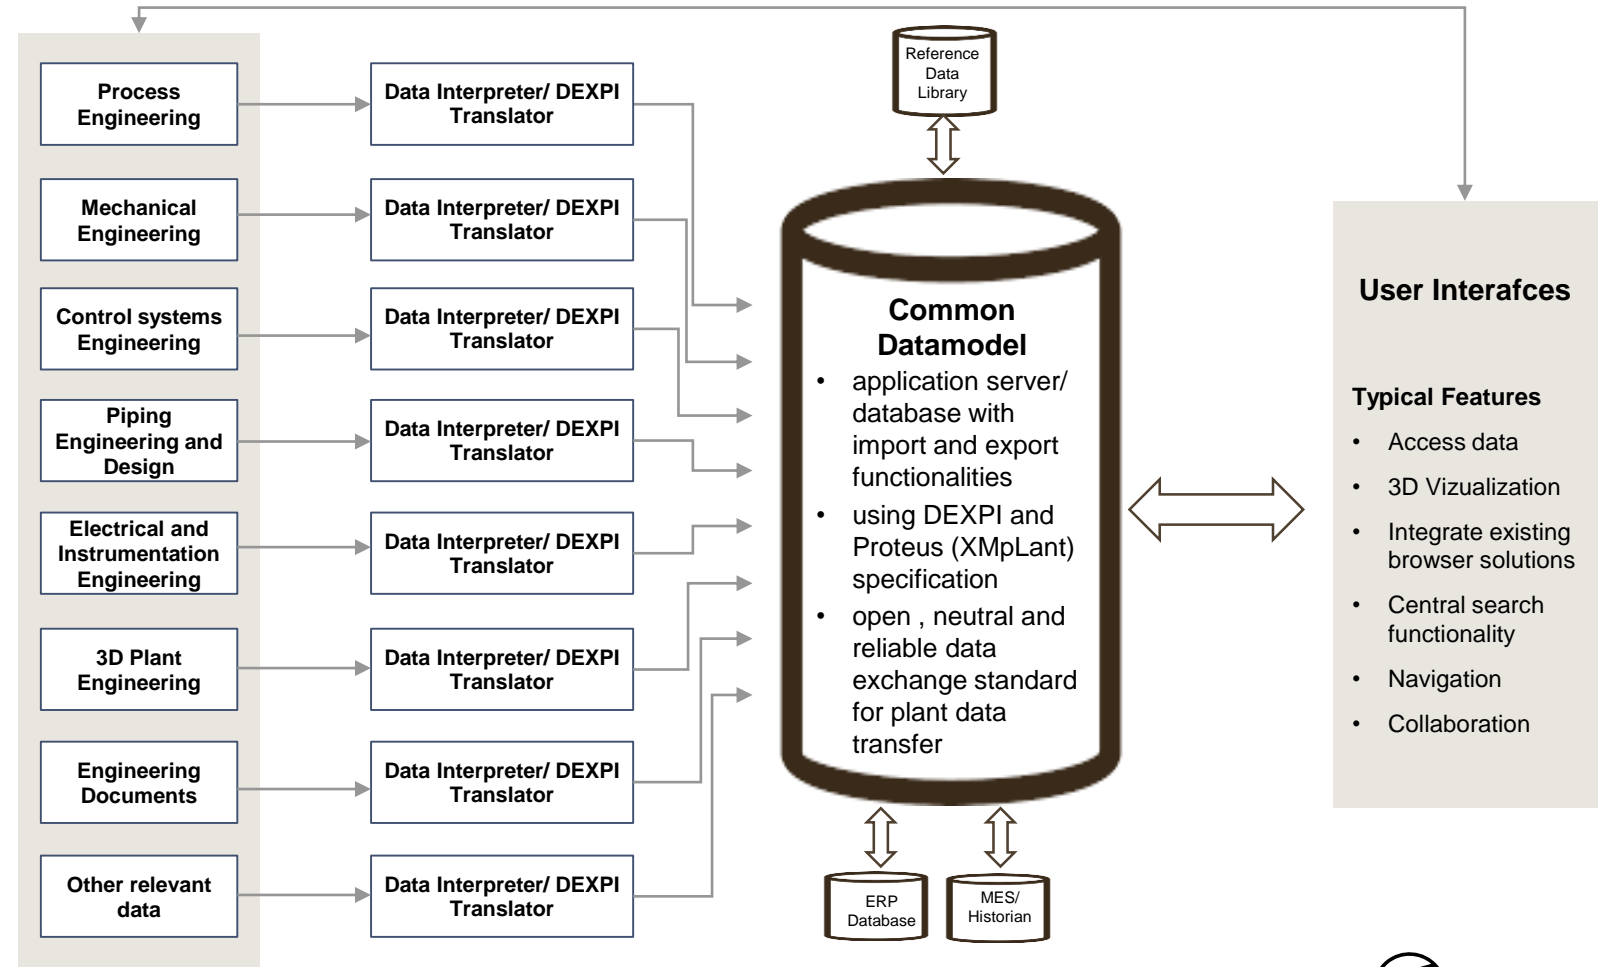 Reference
Data
Library
Process
Engineering
Data Interpreter/ DEXPI
Translator
Mechanical
Engineering
Data Interpreter/ DEXPI
Translator
Control systems
Engineering
Data Interpreter/ DEXPI
Translator
Piping
Engineering and
Design
Data Interpreter/ DEXPI
Translator
Electrical and
Instrumentation
Engineering
Data Interpreter/ DEXPI
Translator
3D Plant
Engineering
Data Interpreter/ DEXPI
Translator
Engineering
Documents
Data Interpreter/ DEXPI
Translator
Other relevant
data
Data Interpreter/ DEXPI
Translator
Common
Datamodel
• application server/
database with
import and export
functionalities
• using DEXPI and
Proteus (XMpLant)
specification
• open , neutral and
reliable data
exchange standard
for plant data
transfer
ERP
Database
MES/
Historian
User Interafces
Typical Features
• Access data
• 3D Vizualization
• Integrate existing
browser solutions
• Central search
functionality
• Navigation
• Collaboration